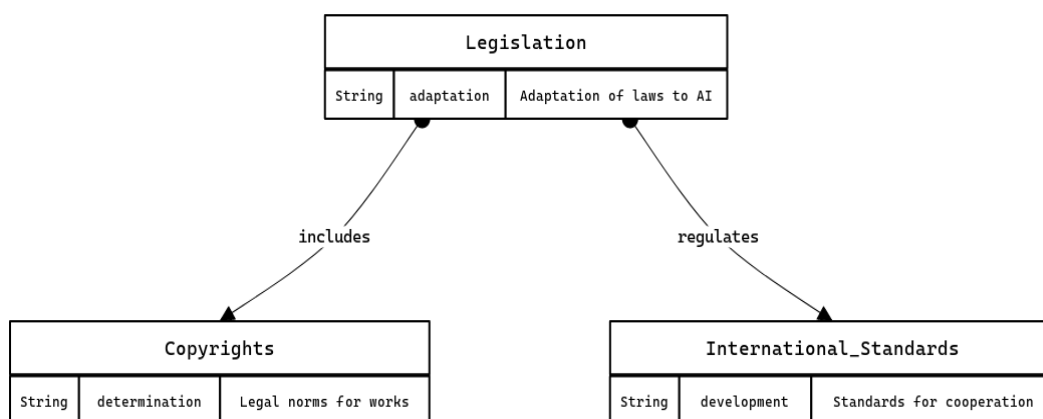 Legislation
String adaptation Adaptation of laws to AI
includes regulates
Copyrights International_Standards
String determination Legal norms for works String development Standards for cooperation